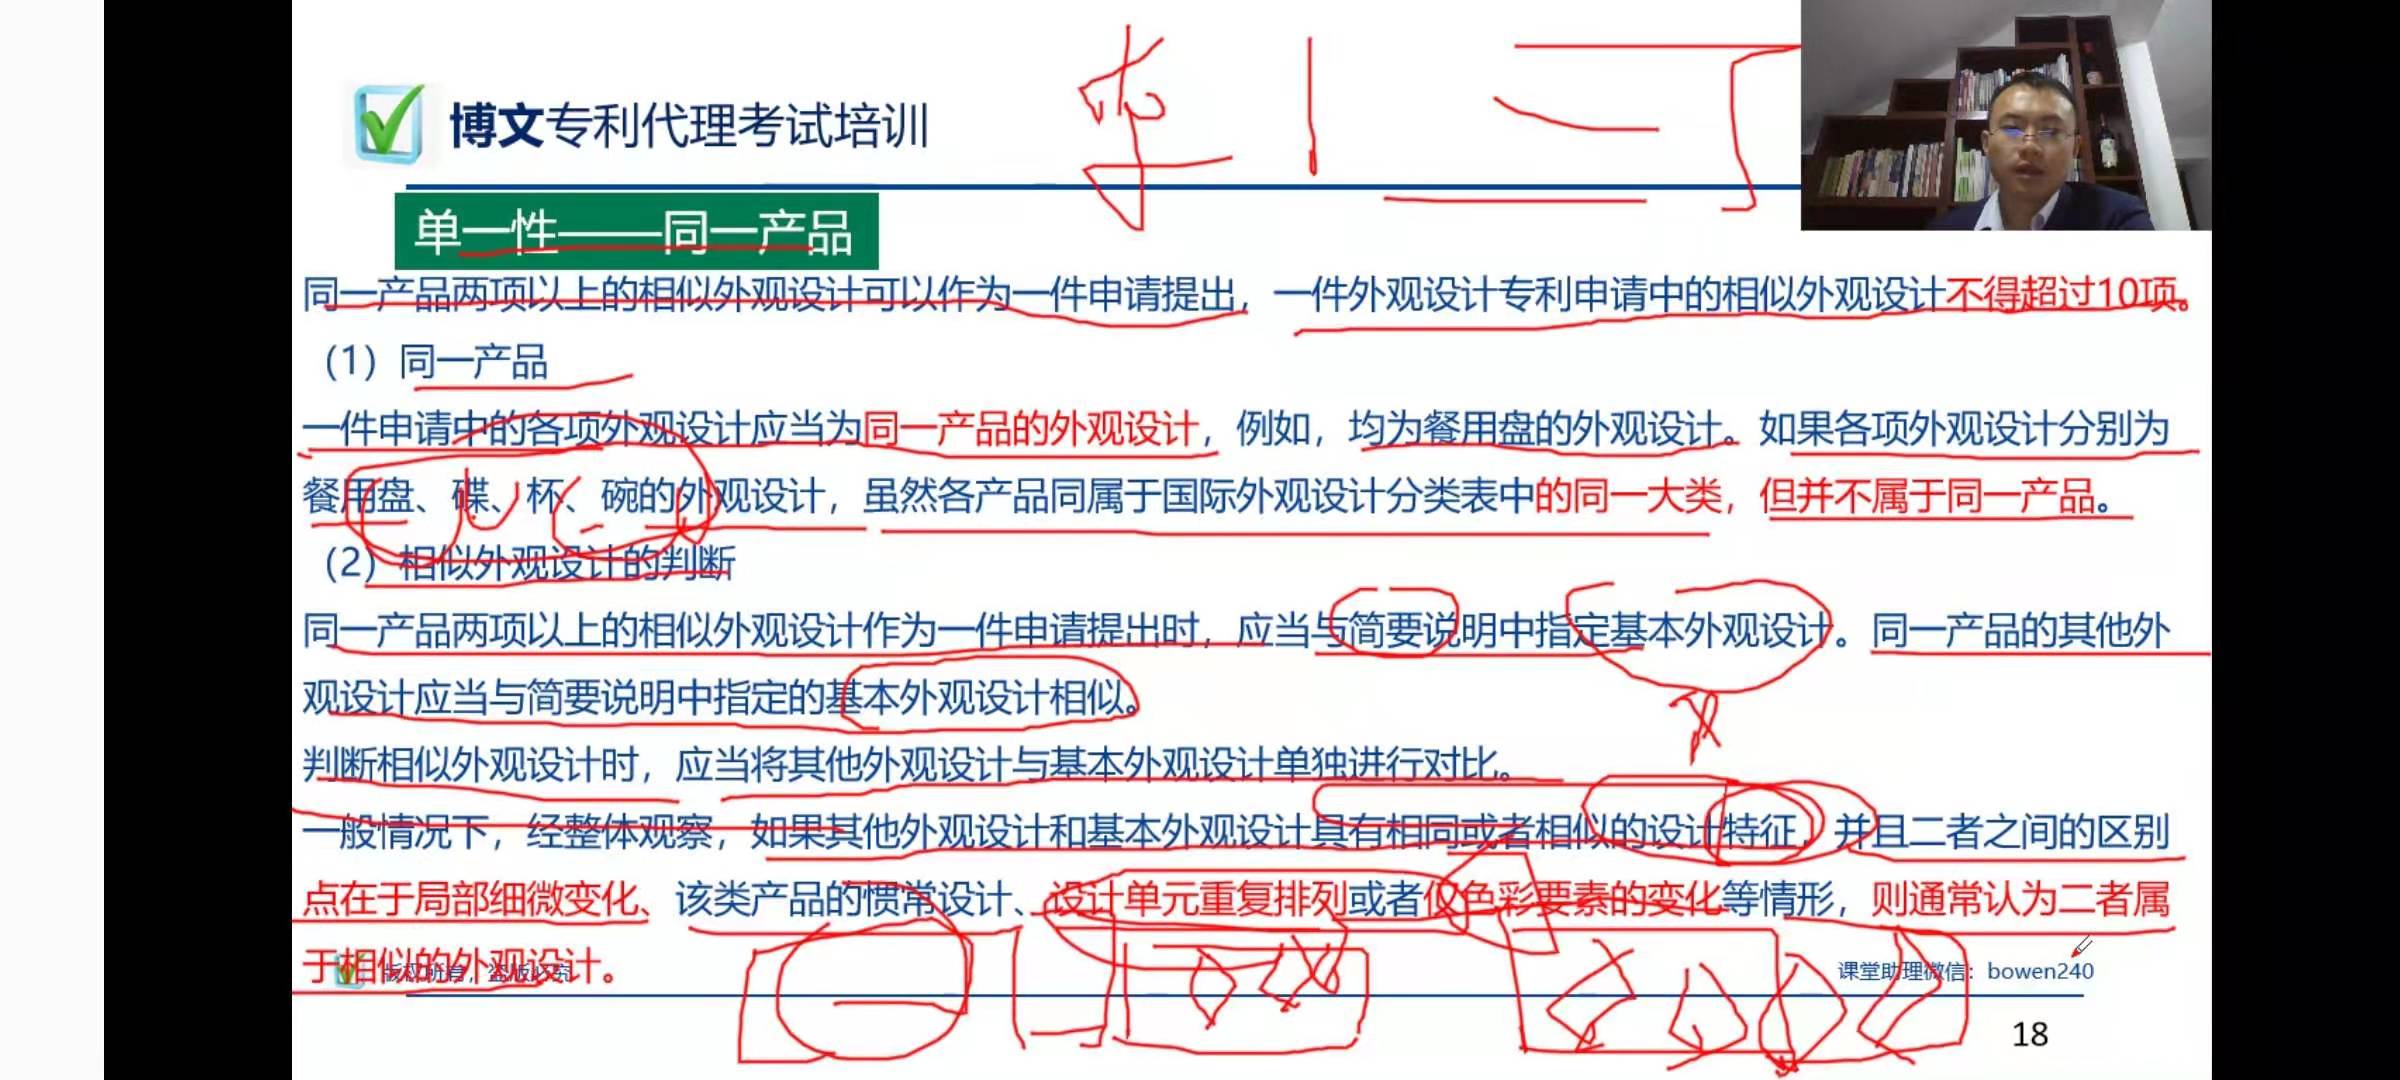 博文专利代理考试培训
单一性——同一产品
同一产品两项以上的相似外观设计可以作为一件申请提出，一件外观设计专利申请中的相似外观设计不得超过10项。
（1）同一产品
一件申请中的各项外观设计应当为同一产品的外观设计，例如，均为餐用盘的外观设计。如果各项外观设计分别为
餐用盘、碟、杯、碗的外观设计，虽然各产品同属于国际外观设计分类表中的同一大类，但并不属于同一产品。
（2）相似外观设计的判断
同一产品两项以上的相似外观设计作为一件申请提出时，应当与简要说明中指定基本外观设计。同一产品的其他外
观设计应当与简要说明中指定的基本外观设计相似。
判断相似外观设计时，应当将其他外观设计与基本外观设计单独进行对比。
一般情况下，经整体观察，如果其他外观设计和基本外观设计具有相同或者相似的设计特征，并且二者之间的区别
点在于局部细微变化、该类产品的惯常设计、设计单元重复排列或者仅色彩要素的变化等情形，则通常认为二者属
于相似的外观设计。
版权所有，盗版必究
课堂助理微信：bowen240
18